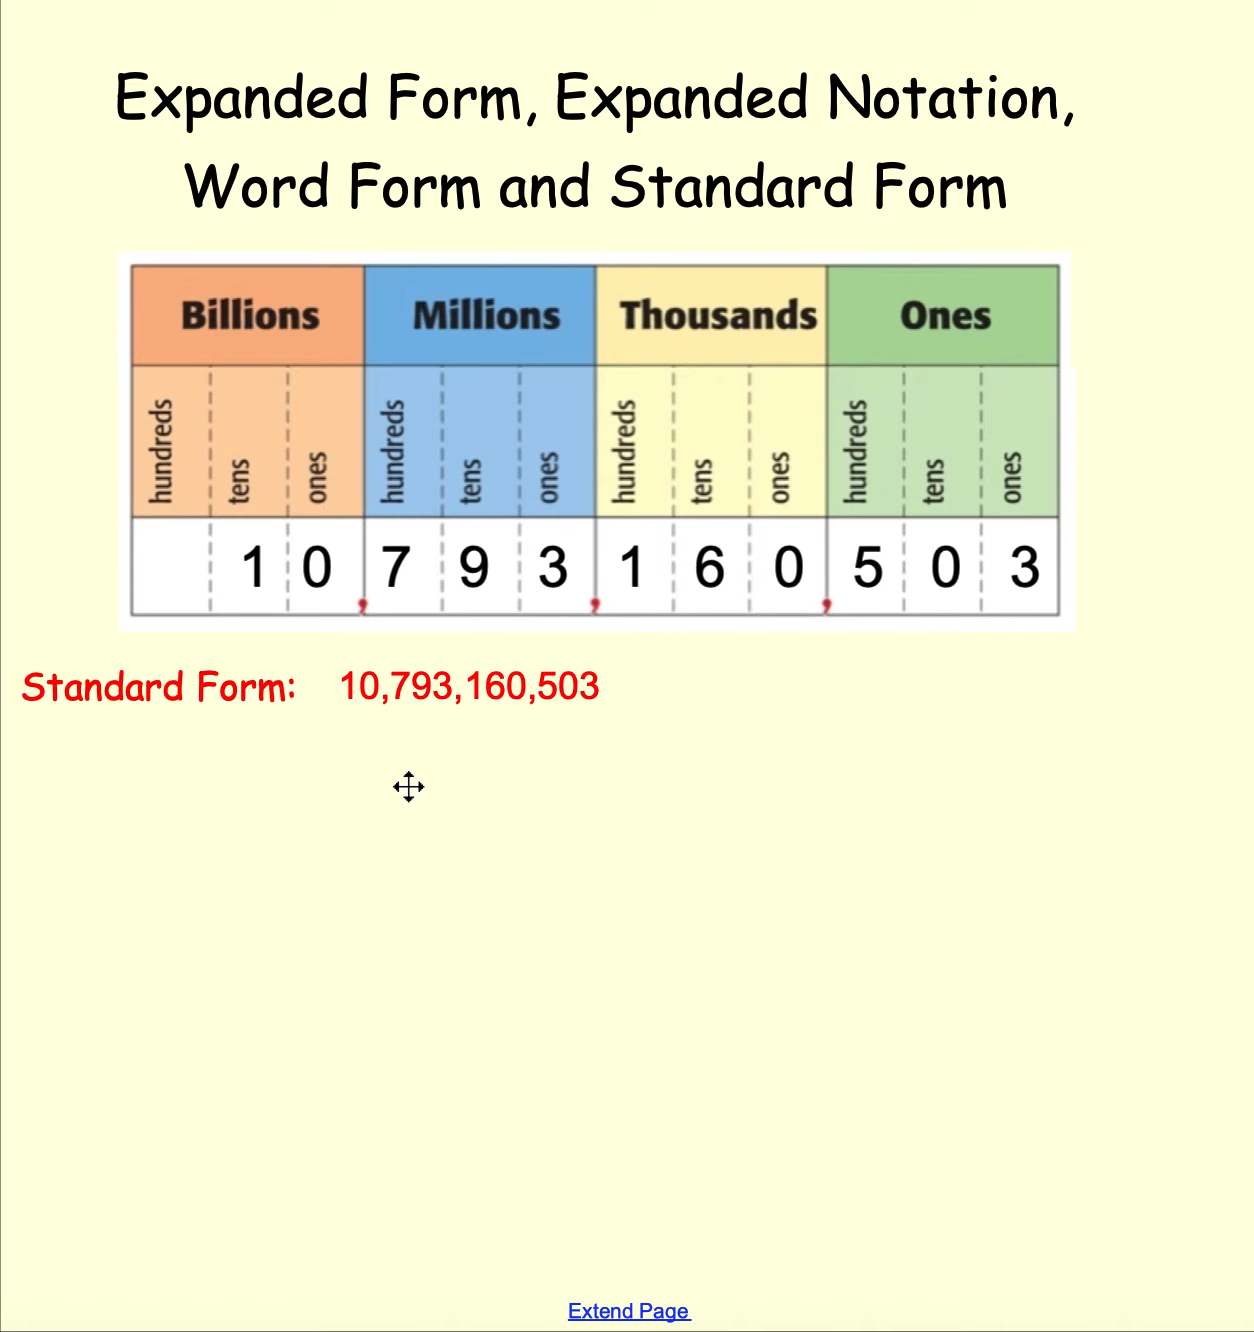 Expanded Form, Expanded Notation,
Word Form and Standard Form
Billions Millions Thousands Ones
hundreds tens ones hundreds tens ones hundreds tens ones hundreds tens ones
1 0 , 7 9 3 , 1 6 0 , 5 0 3
Standard Form: 10,793,160,503
Extend Page